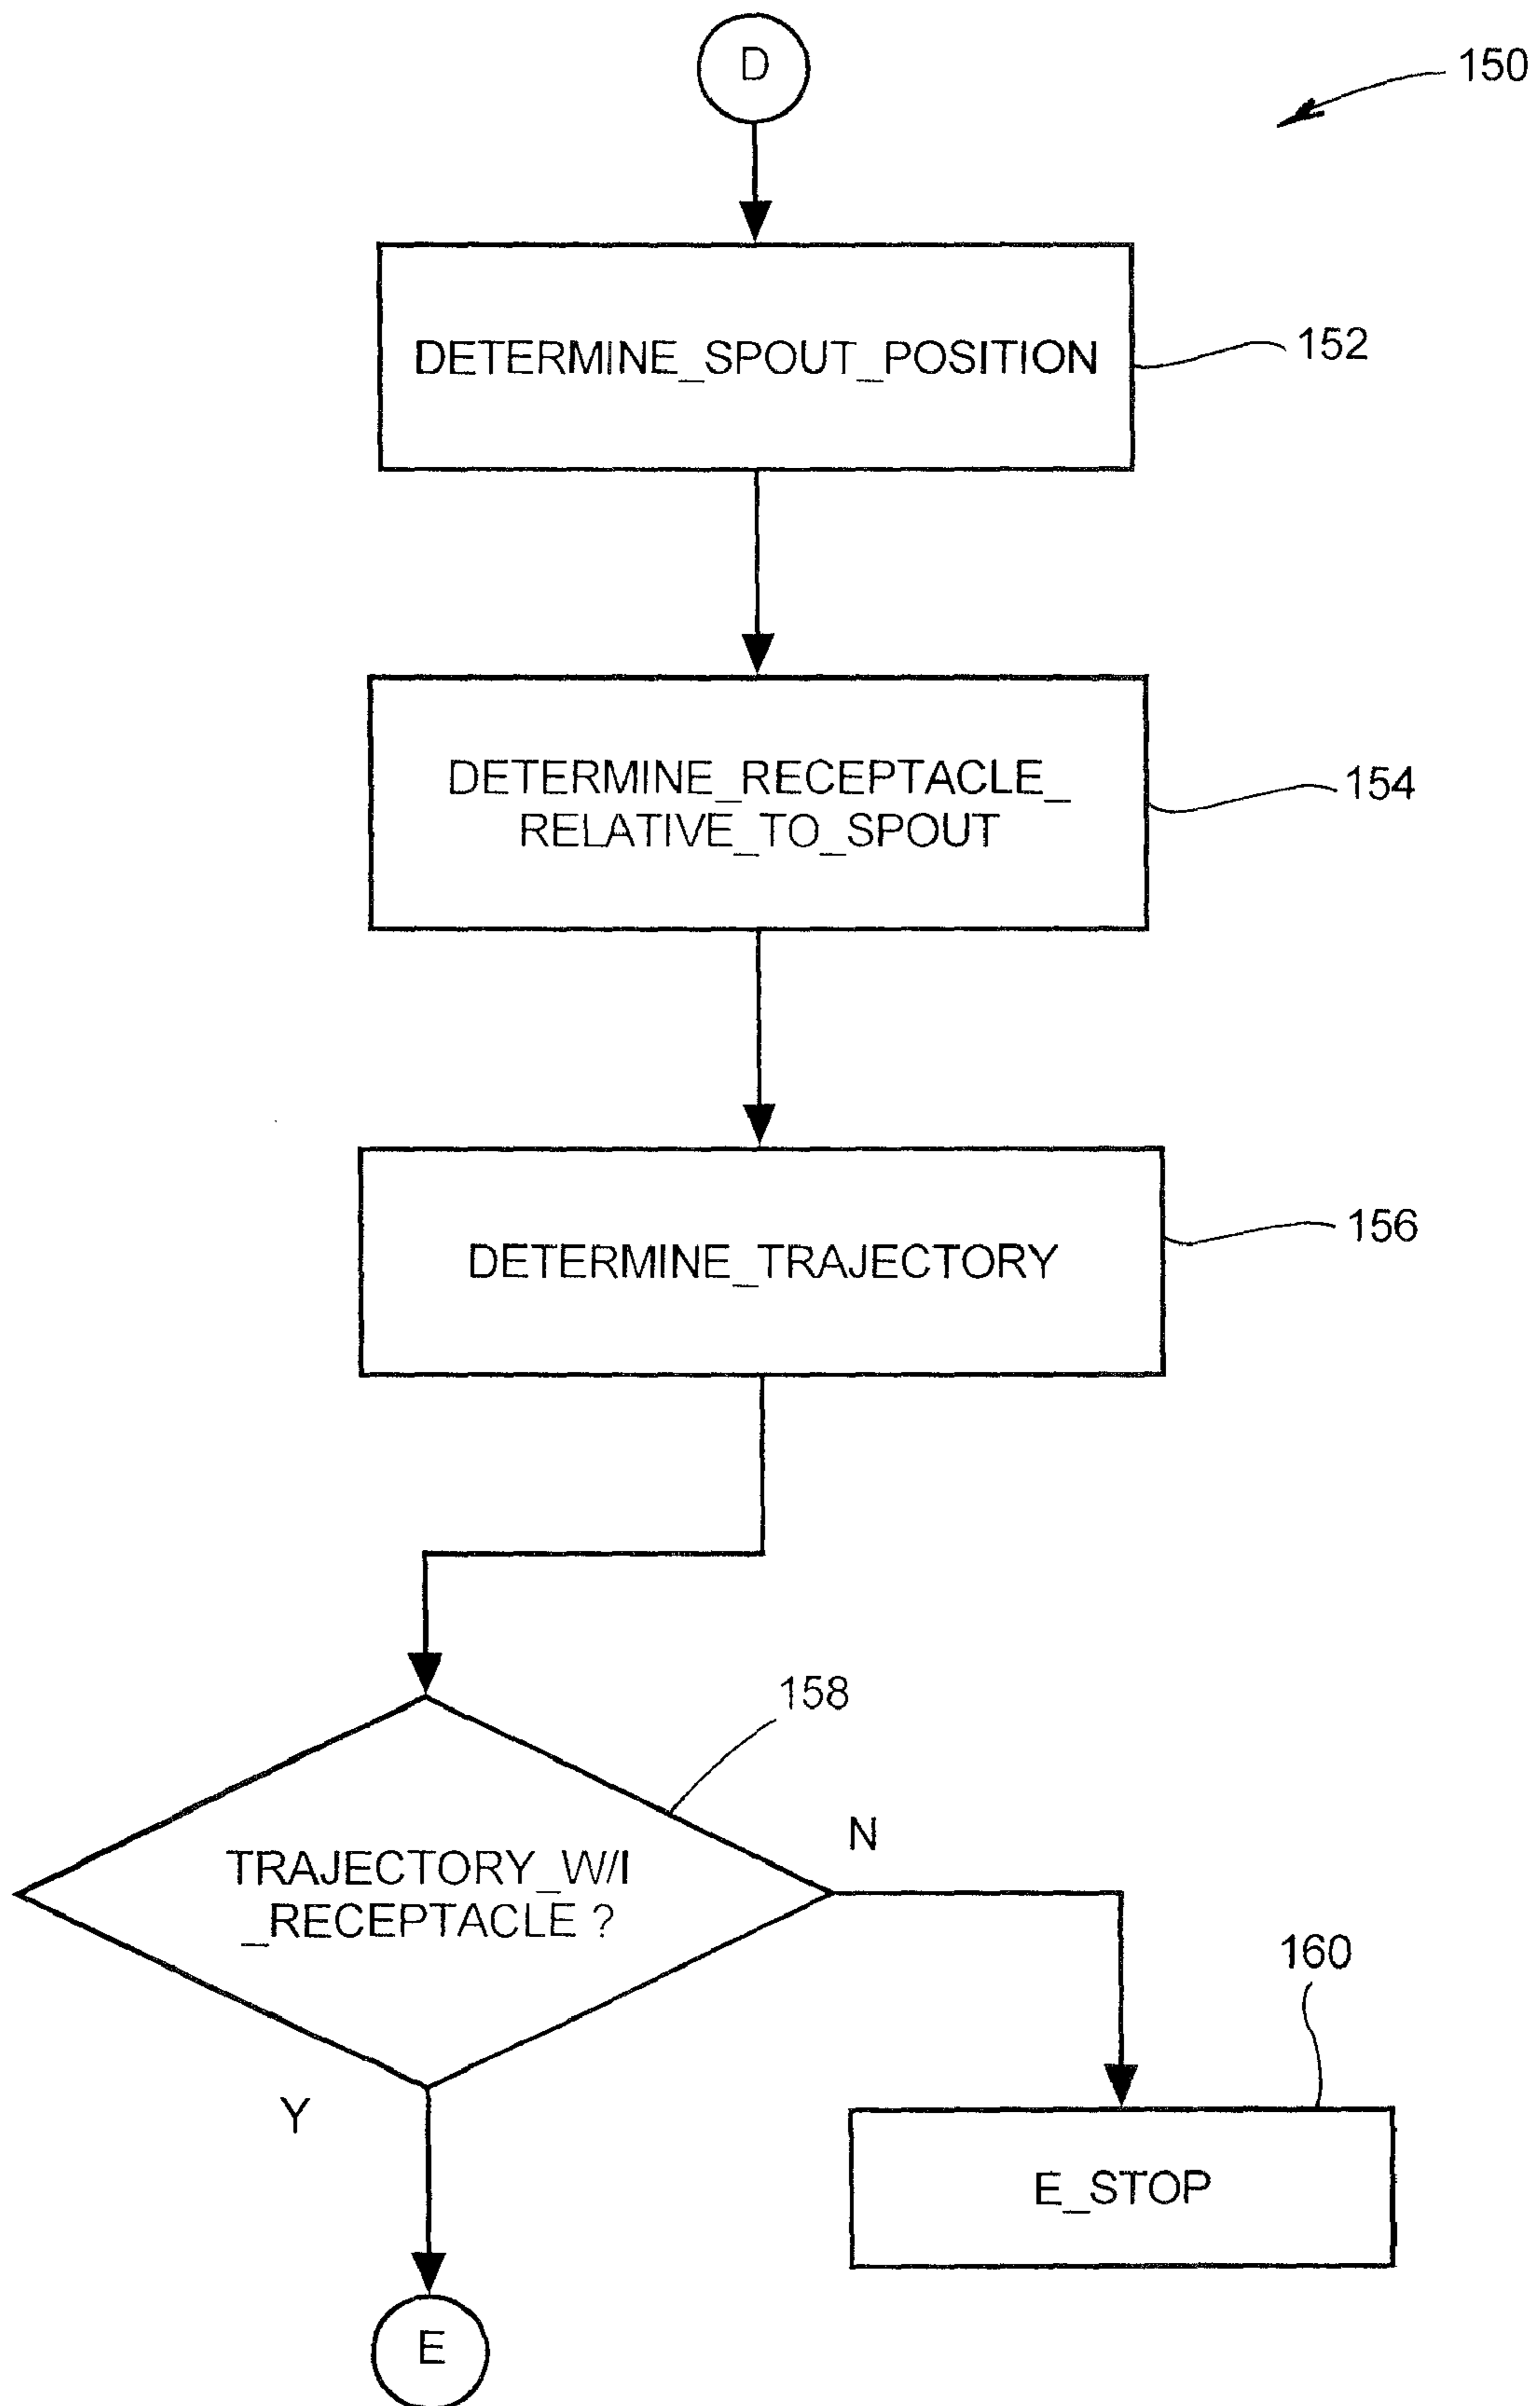 D
150
DETERMINE_SPOUT_POSITION
152
DETERMINE_RECEPTACLE_
RELATIVE_TO_SPOUT
154
DETERMINE_TRAJECTORY
156
158
TRAJECTORY_W/I
_RECEPTACLE ?
N
160
Y
E_STOP
E